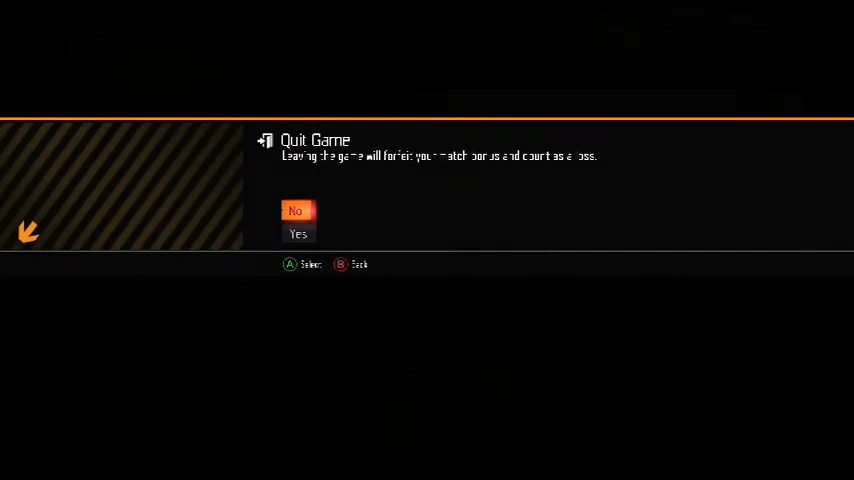 Quit Game
Leaving the game will forfeit your match bonus and count as a loss.
No
Yes
A Select B Back